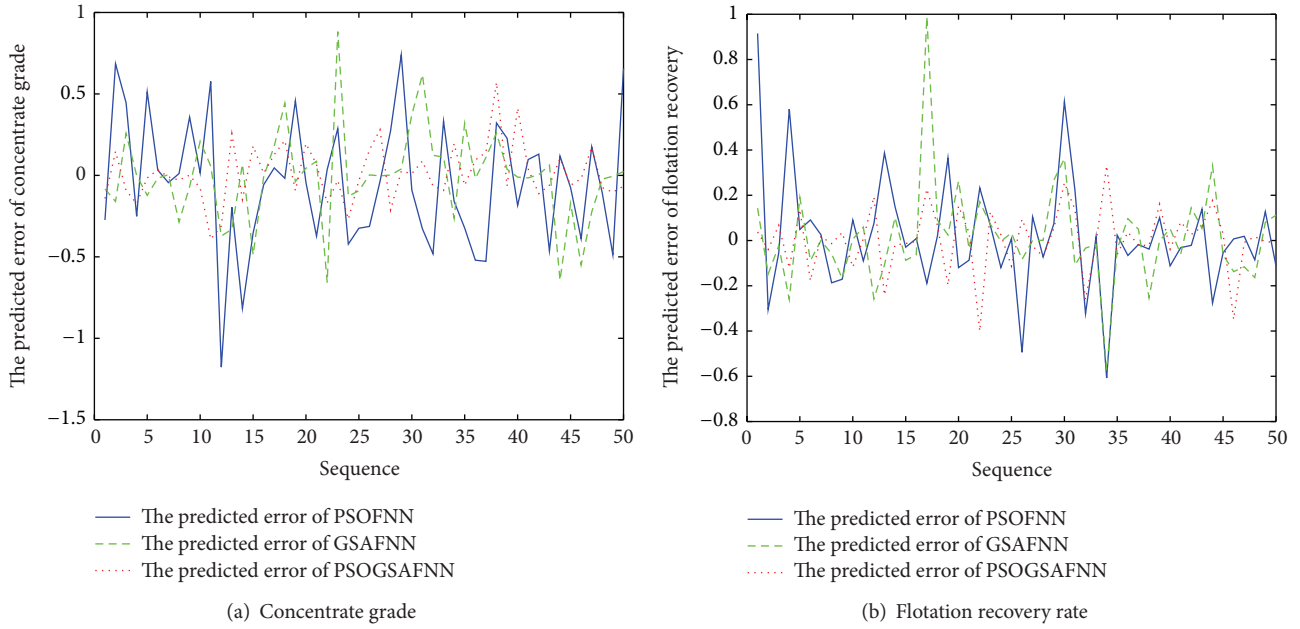 The predicted error of concentrate grade
1
0.5
0
−0.5
−1
−1.5
0 5 10 15 20 25 30 35 40 45 50
Sequence
The predicted error of PSOFNN
The predicted error of GSAFNN
The predicted error of PSOGSAFNN
(a) Concentrate grade
The predicted error of flotation recovery
1
0.8
0.6
0.4
0.2
0
−0.2
−0.4
−0.6
−0.8
0 5 10 15 20 25 30 35 40 45 50
Sequence
The predicted error of PSOFNN
The predicted error of GSAFNN
The predicted error of PSOGSAFNN
(b) Flotation recovery rate